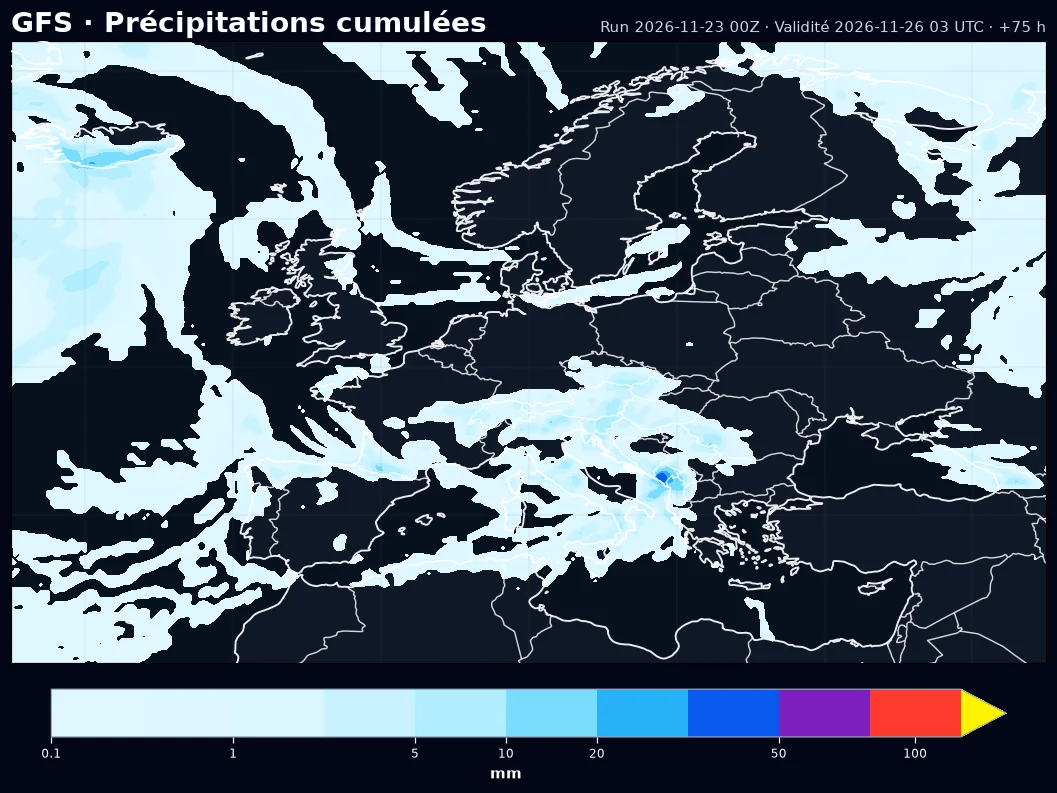 GFS · Précipitations cumulées
Run 2026-11-23 00Z · Validité 2026-11-26 03 UTC · +75 h
0.1 1 5 10 20 50 100
mm